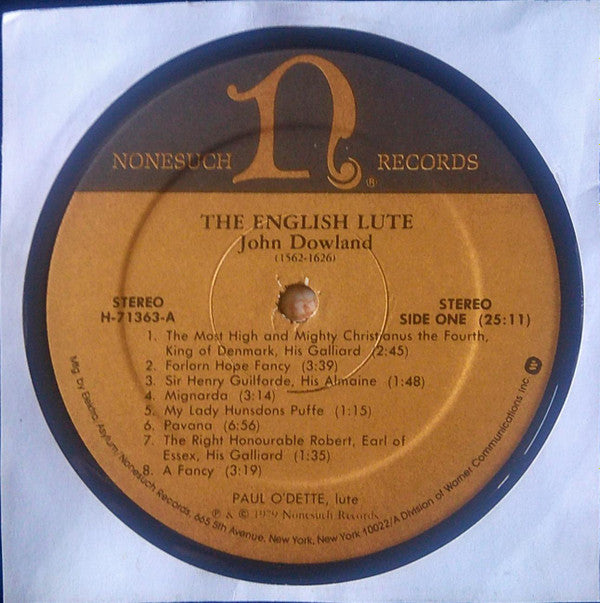 n
NONESUCH RECORDS
®
THE ENGLISH LUTE
John Dowland
(1562-1626)
STEREO
H-71363-A
STEREO
SIDE ONE (25:11)
1. The Most High and Mighty Christianus the Fourth,
King of Denmark, His Galliard (2:45)
2. Forlorn Hope Fancy (3:39)
3. Sir Henry Guilforde, His Almaine (1:48)
4. Mignarda (3:14)
5. My Lady Hunsdons Puffe (1:15)
6. Pavana (6:56)
7. The Right Honourable Robert, Earl of
Essex, His Galliard (1:35)
8. A Fancy (3:19)
PAUL O'DETTE, lute
℗ & © 1979 Nonesuch Records
Mfg. by Elektra/Asylum/Nonesuch Records, 665 5th Avenue, New York, New York 10022/A Division of Warner Communications Inc